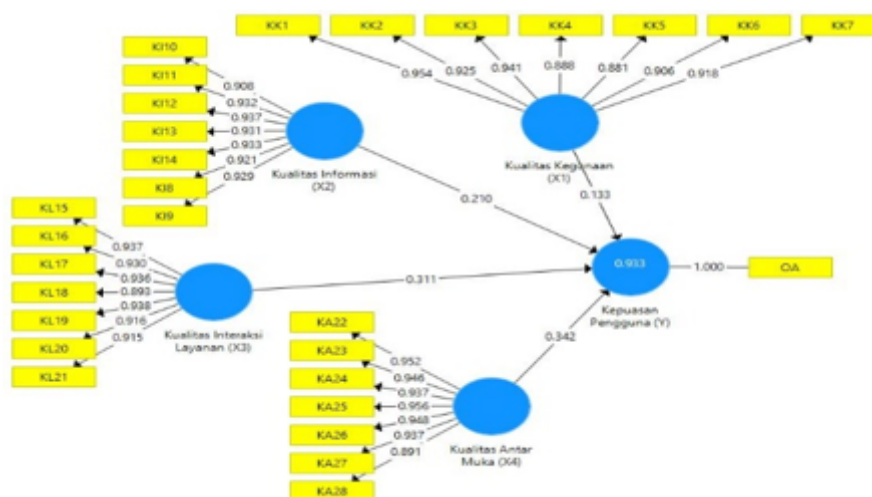 KK1
KK2
KK3
KK4
KK5
KK6
KK7
0.954
0.925
0.941
0.888
0.881
0.906
0.918
Kualitas Kegunaan
(X1)
0.133
KI10
KI11
KI12
KI13
KI14
KI8
KI9
0.908
0.932
0.937
0.931
0.933
0.921
0.929
Kualitas Informasi
(X2)
0.210
KL15
KL16
KL17
KL18
KL19
KL20
KL21
0.937
0.930
0.936
0.893
0.938
0.916
0.915
Kualitas Interaksi
Layanan (X3)
0.311
0.933
1.000
OA
Kepuasan
Pengguna (Y)
KA22
KA23
KA24
KA25
KA26
KA27
KA28
0.952
0.946
0.937
0.956
0.948
0.937
0.891
Kualitas Antar
Muka (X4)
0.342